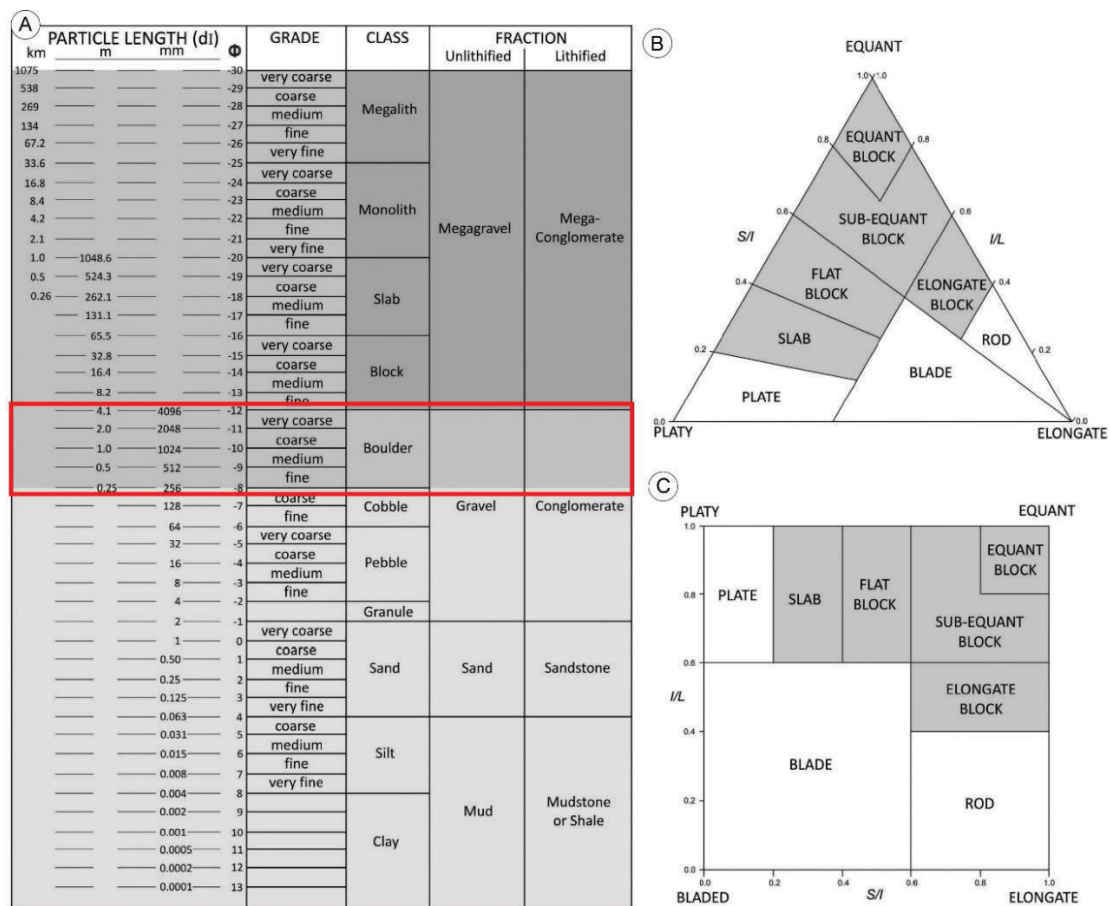 A
PARTICLE LENGTH (dI) GRADE CLASS FRACTION
km m mm Φ Unlithified Lithified
1075 -30
very coarse
538 -29
coarse
269 -28
medium Megalith
134 -27
fine
67.2 -26
very fine
33.6 -25
very coarse
16.8 -24
coarse
8.4 -23
medium Monolith
4.2 -22
fine Megagravel Mega-
2.1 -21 Conglomerate
very fine
1.0 1048.6 -20
very coarse
0.5 524.3 -19
coarse
0.26 262.1 -18 Slab
medium
131.1 -17
fine
65.5 -16
very coarse
32.8 -15
coarse
16.4 -14 Block
medium
8.2 -13
fine
4.1 4096 -12
very coarse
2.0 2048 -11
coarse
1.0 1024 -10 Boulder
medium
0.5 512 -9
fine
0.25 256 -8
coarse
128 -7 Cobble Gravel Conglomerate
fine
64 -6
very coarse
32 -5
coarse
16 -4 Pebble
medium
8 -3
fine
4 -2
Granule
2 -1
very coarse
1 0
coarse
0.50 1
medium Sand Sand Sandstone
0.25 2
fine
0.125 3
very fine
0.063 4
coarse
0.031 5
medium
0.015 6 Silt
fine
0.008 7
very fine
0.004 8
0.002 9 Mud Mudstone
or Shale
0.001 10
Clay
0.0005 11
0.0002 12
0.0001 13
B
EQUANT
1.0 1.0
EQUANT
BLOCK
0.8 0.8
SUB-EQUANT
BLOCK
0.6 0.6
S/I I/L
FLAT
BLOCK
ELONGATE
BLOCK
0.4 0.4
SLAB
ROD
0.2 0.2
BLADE
PLATE
0.0 0.0
PLATY ELONGATE
C
PLATY EQUANT
1.0
EQUANT
BLOCK
PLATE SLAB FLAT
BLOCK
0.8
SUB-EQUANT
BLOCK
0.6
I/L
ELONGATE
BLOCK
0.4
BLADE
ROD
0.2
0.0
0.0 0.2 0.4 0.6 0.8 1.0
BLADED S/I ELONGATE